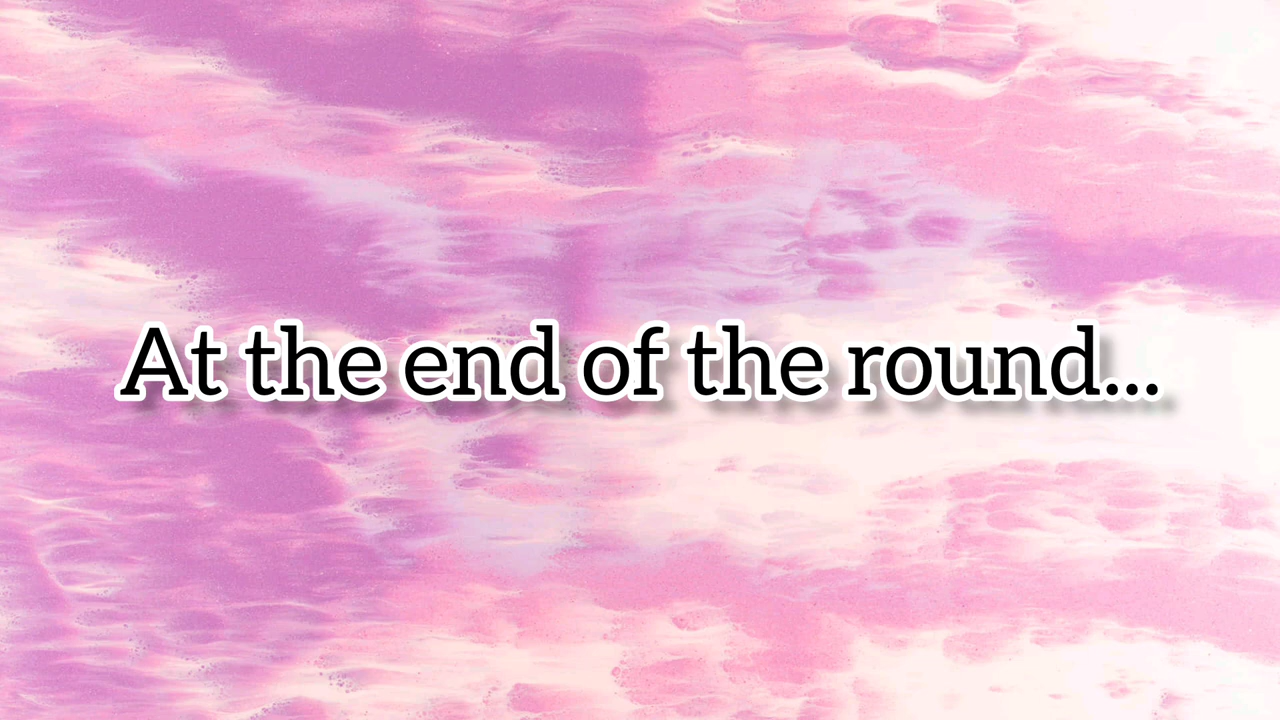 At the end of the round...